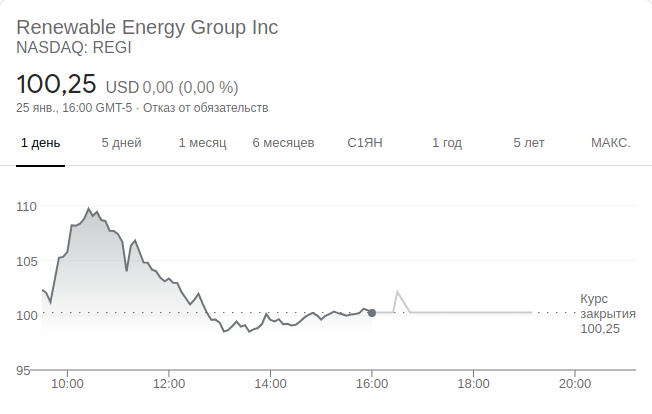 Renewable Energy Group Inc
NASDAQ: REGI
100,25 USD 0,00 (0,00 %)
25 янв., 16:00 GMT-5 · Отказ от обязательств
1 день 5 дней 1 месяц 6 месяцев С1ЯН 1 год 5 лет МАКС.
110
105
100
95
Курс
закрытия
100,25
10:00 12:00 14:00 16:00 18:00 20:00